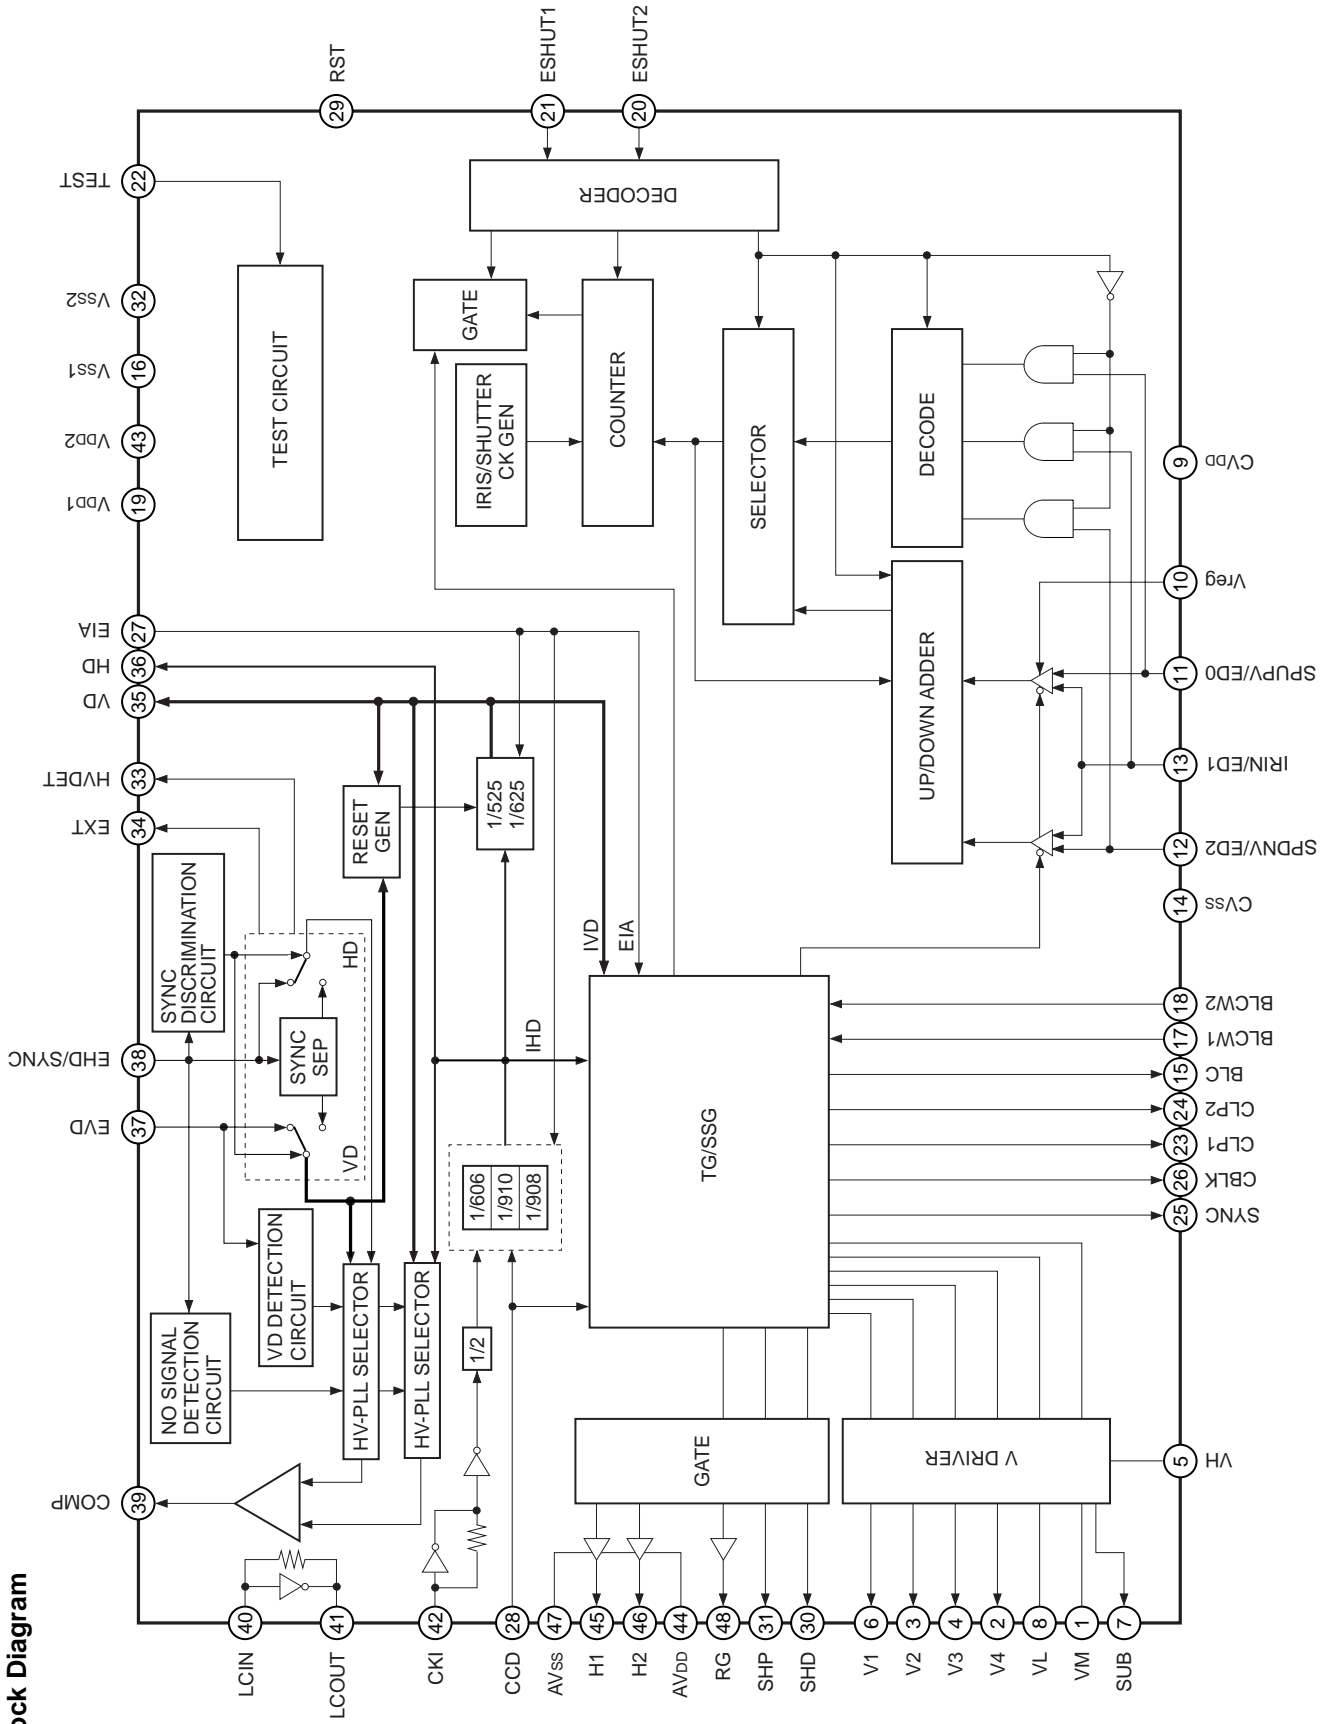 ock Diagram
TEST
22
VSS2
32
VSS1
16
VDD2
43
VDD1
19
EIA
27
HD
36
VD
35
HVDET
33
EXT
34
EHD/SYNC
38
EVD
37
COMP
39
29
RST
21
ESHUT1
20
ESHUT2
TEST CIRCUIT
DECODER
GATE
IRIS/SHUTTER
CK GEN
COUNTER
SELECTOR
DECODE
UP/DOWN ADDER
SYNC
DISCRIMINATION
CIRCUIT
HD
SYNC
SEP
VD
RESET
GEN
1/525
1/625
IVD
EIA
IHD
NO SIGNAL
DETECTION
CIRCUIT
VD DETECTION
CIRCUIT
HV-PLL SELECTOR
HV-PLL SELECTOR
1/2
1/606
1/910
1/908
TG/SSG
GATE
V DRIVER
9
CVDD
10
Vreg
11
SPUPV/ED0
13
IRIN/ED1
12
SPDNV/ED2
14
CVSS
18
BLCW2
17
BLCW1
15
BLC
24
CLP2
23
CLP1
26
CBLK
25
SYNC
5
VH
40
LCIN
41
LCOUT
42
CKI
28
CCD
47
AVSS
45
H1
46
H2
44
AVDD
48
RG
31
SHP
30
SHD
6
V1
3
V2
4
V3
2
V4
8
VL
1
VM
7
SUB